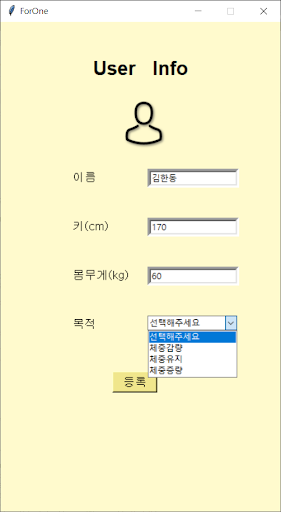 ForOne
User Info
이름 김한동
키(cm) 170
몸무게(kg) 60
목적 선택해주세요
선택해주세요
체중감량
체중유지
체중증량
등록